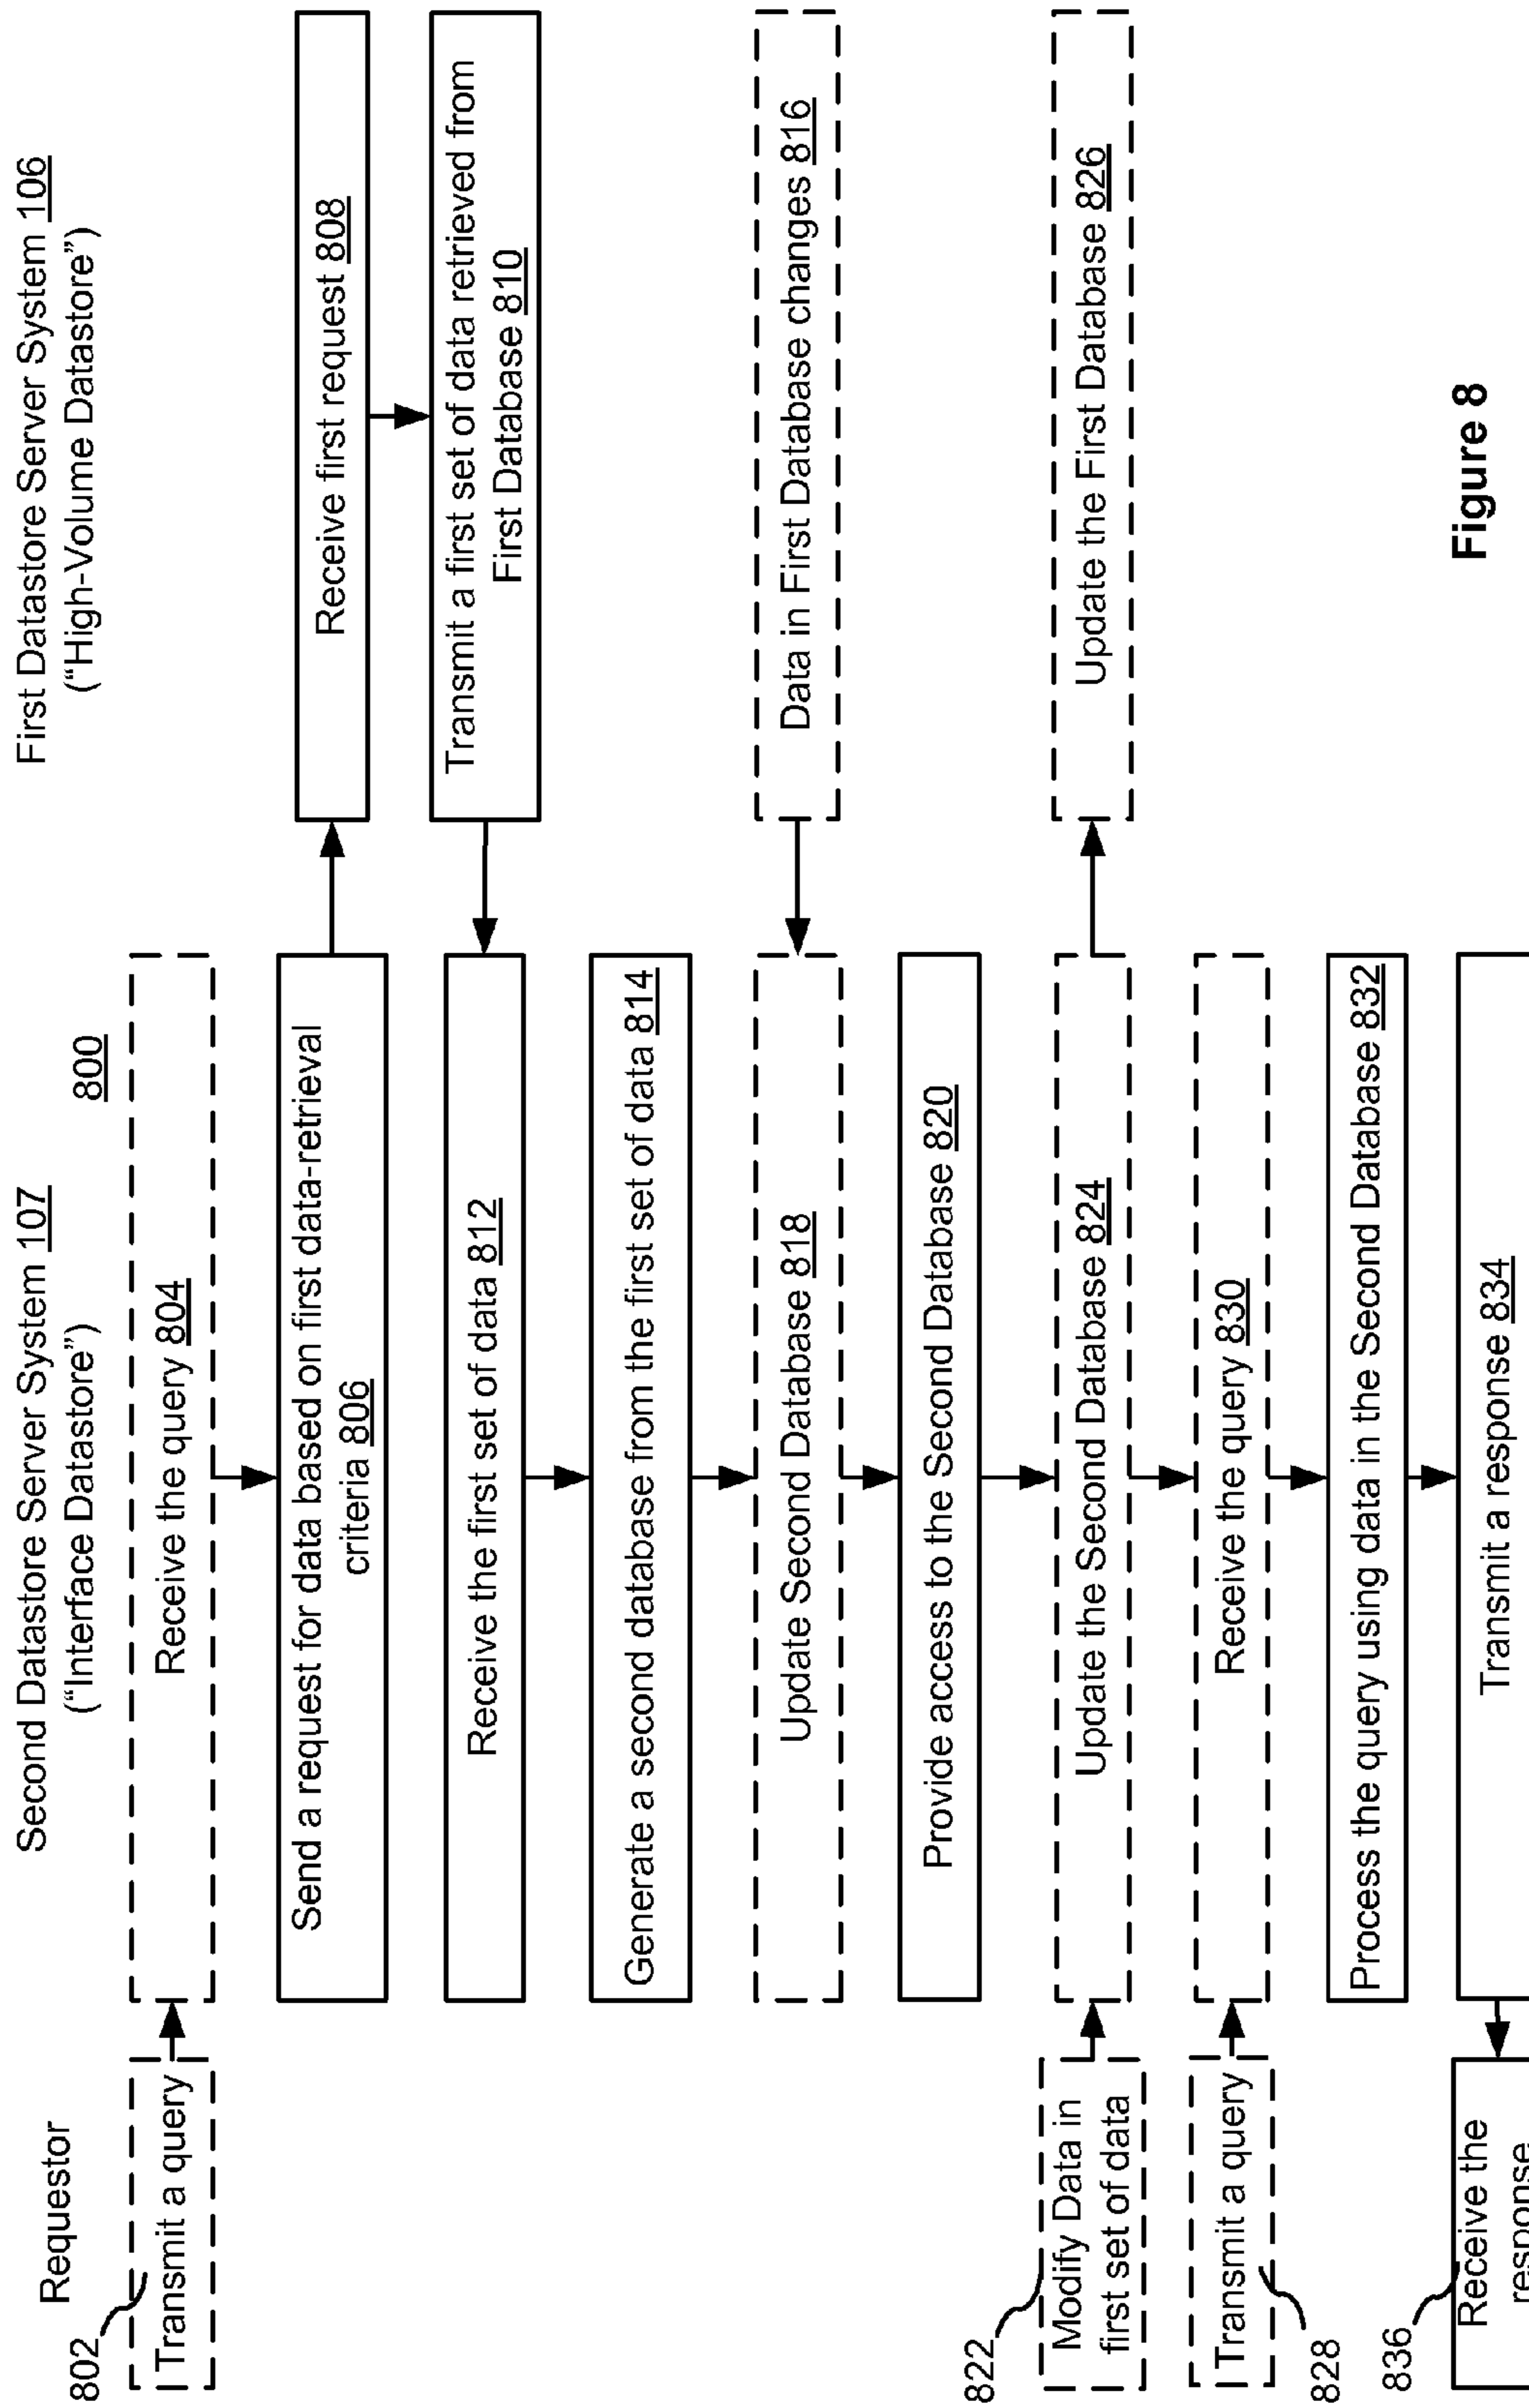 Requestor
Second Datastore Server System 107
("Interface Datastore")
First Datastore Server System 106
("High-Volume Datastore")
800
802
Transmit a query
Receive the query 804
Send a request for data based on first data-retrieval
criteria 806
Receive first request 808
Transmit a first set of data retrieved from
First Database 810
Receive the first set of data 812
Generate a second database from the first set of data 814
Data in First Database changes 816
Update Second Database 818
Provide access to the Second Database 820
822
Modify Data in
first set of data
Update the Second Database 824
Update the First Database 826
Transmit a query
828
Receive the query 830
Process the query using data in the Second Database 832
Transmit a response 834
836
Receive the
response
Figure 8